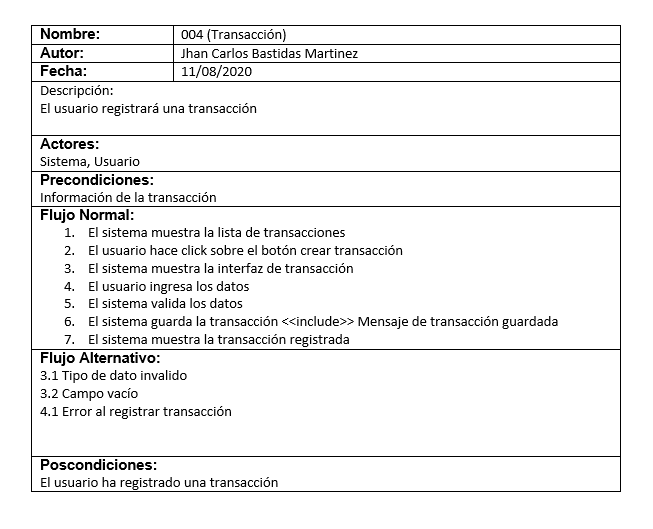 Nombre: 004 (Transacción)
Autor: Jhan Carlos Bastidas Martinez
Fecha: 11/08/2020
Descripción:
El usuario registrará una transacción
Actores:
Sistema, Usuario
Precondiciones:
Información de la transacción
Flujo Normal:
1. El sistema muestra la lista de transacciones
2. El usuario hace click sobre el botón crear transacción
3. El sistema muestra la interfaz de transacción
4. El usuario ingresa los datos
5. El sistema valida los datos
6. El sistema guarda la transacción <<include>> Mensaje de transacción guardada
7. El sistema muestra la transacción registrada
Flujo Alternativo:
3.1 Tipo de dato invalido
3.2 Campo vacío
4.1 Error al registrar transacción
Poscondiciones:
El usuario ha registrado una transacción